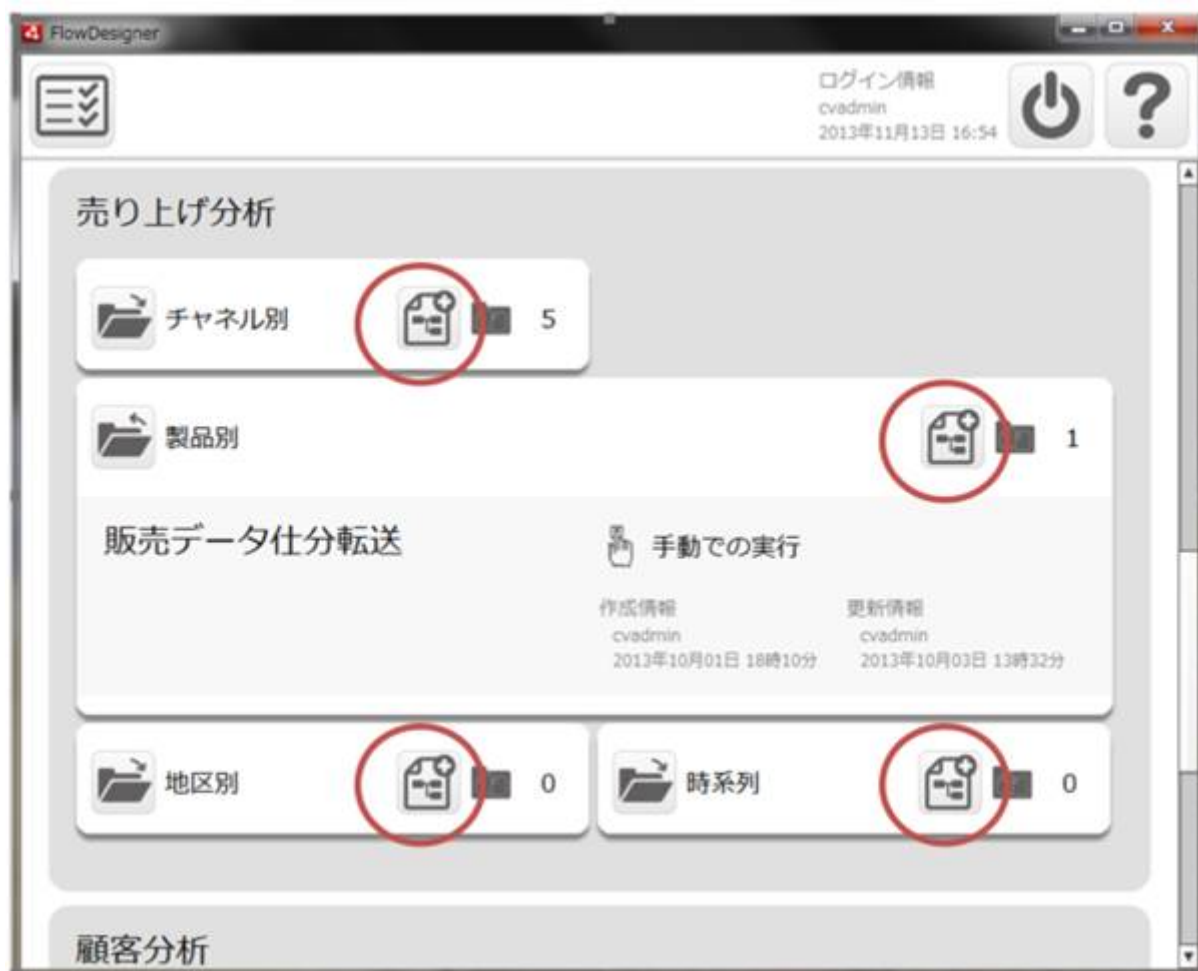 FlowDesigner
ログイン情報
cvadmin
2013年11月13日 16:54
売り上げ分析
チャネル別
5
製品別
1
販売データ仕分転送
手動での実行
作成情報
cvadmin
2013年10月01日 18時10分
更新情報
cvadmin
2013年10月03日 13時32分
地区別
0
時系列
0
顧客分析